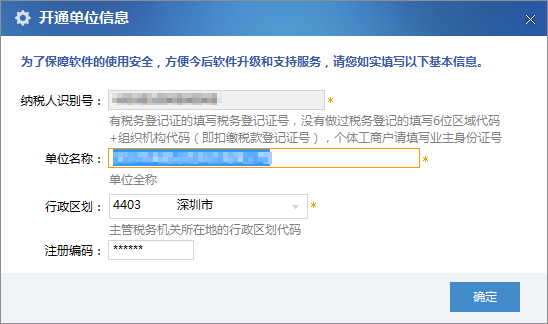 开通单位信息
为了保障软件的使用安全，方便今后软件升级和支持服务，请您如实填写以下基本信息。
纳税人识别号： *
有税务登记证的填写税务登记证号，没有做过税务登记的填写6位区域代码
+组织机构代码（即扣缴税款登记证号），个体工商户请填写业主身份证号
单位名称： *
单位全称
行政区划： 4403 深圳市 *
主管税务机关所在地的行政区划代码
注册编码： ******
确定